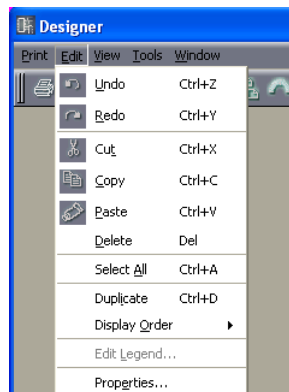 Designer
Print Edit View Tools Window
Undo Ctrl+Z
Redo Ctrl+Y
Cut Ctrl+X
Copy Ctrl+C
Paste Ctrl+V
Delete Del
Select All Ctrl+A
Duplicate Ctrl+D
Display Order
Edit Legend...
Properties...